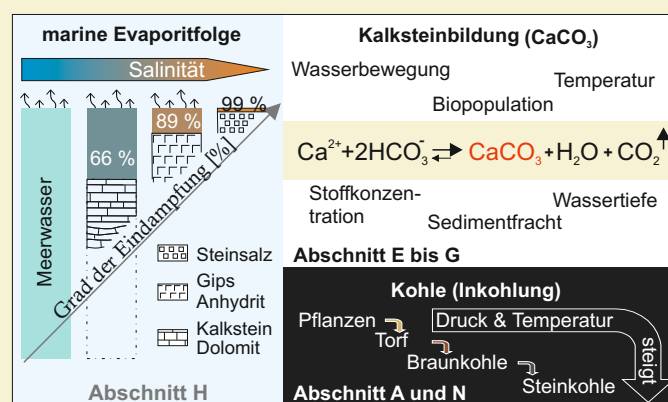 marine Evaporitfolge
Salinität
Meerwasser
66 %
89 %
99 %
Grad der Eindampfung [%]
Steinsalz
Gips
Anhydrit
Kalkstein
Dolomit
Abschnitt H
Kalksteinbildung (CaCO₃)
Wasserbewegung
Temperatur
Biopopulation
Ca²⁺+2HCO₃⁻ ⇌ CaCO₃+H₂O + CO₂↑
Stoffkonzen-
tration
Wassertiefe
Sedimentfracht
Abschnitt E bis G
Kohle (Inkohlung)
Pflanzen
Druck & Temperatur
steigt
Torf
Braunkohle
Steinkohle
Abschnitt A und N